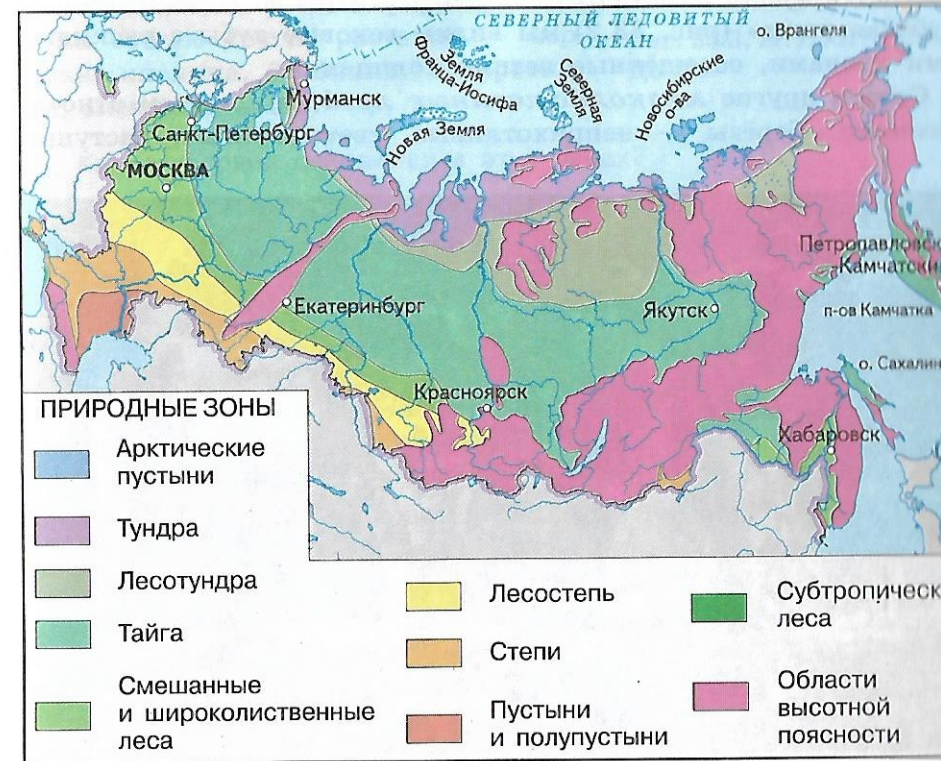 СЕВЕРНЫЙ ЛЕДОВИТЫЙ
ОКЕАН
о. Врангеля
Земля
Франца-Иосифа
Северная
Земля
Новосибирские
о-ва
Новая Земля
Мурманск
Санкт-Петербург
МОСКВА
Петропавловск
Камчатский
Екатеринбург
Якутск
п-ов Камчатка
о. Сахалин
Красноярск
Хабаровск
ПРИРОДНЫЕ ЗОНЫ
Арктические
пустыни
Тундра
Лесотундра
Тайга
Смешанные
и широколиственные
леса
Лесостепь
Степи
Пустыни
и полупустыни
Субтропическ
леса
Области
высотной
поясности